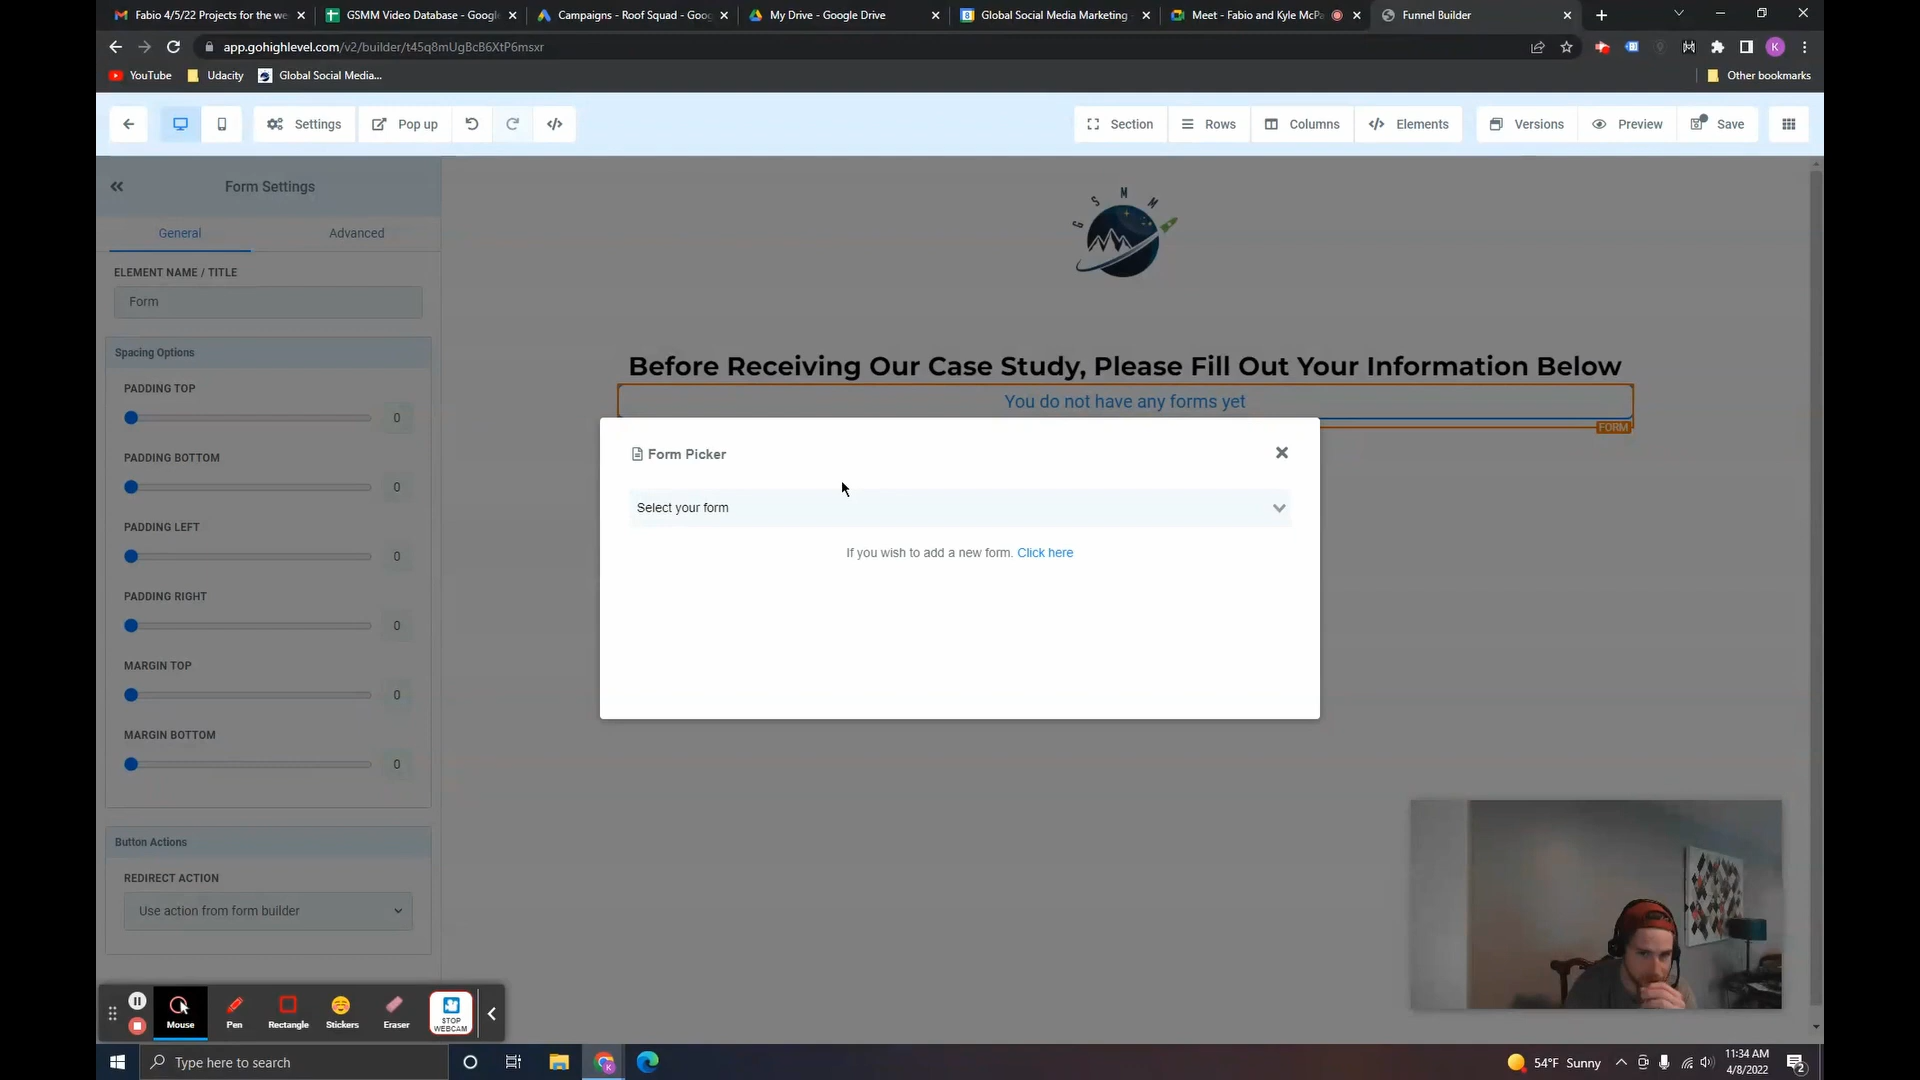 Fabio 4/5/22 Projects for the we
GSMM Video Database - Google
Campaigns - Roof Squad - Goog
My Drive - Google Drive
Global Social Media Marketing
Meet - Fabio and Kyle McPa
Funnel Builder
app.gohighlevel.com/v2/builder/t45q8mUgBcB6XtP6msxr
K
YouTube
Udacity
Global Social Media...
Other bookmarks
Settings
Pop up
Section
Rows
Columns
Elements
Versions
Preview
Save
Form Settings
General
Advanced
ELEMENT NAME / TITLE
Form
Spacing Options
PADDING TOP
0
PADDING BOTTOM
0
PADDING LEFT
0
PADDING RIGHT
0
MARGIN TOP
0
MARGIN BOTTOM
0
Button Actions
REDIRECT ACTION
Use action from form builder
G S M M
Before Receiving Our Case Study, Please Fill Out Your Information Below
You do not have any forms yet
FORM
Form Picker
Select your form
If you wish to add a new form. Click here
Mouse
Pen
Rectangle
Stickers
Eraser
STOP
WEBCAM
Type here to search
54°F Sunny
11:34 AM
4/8/2022
2